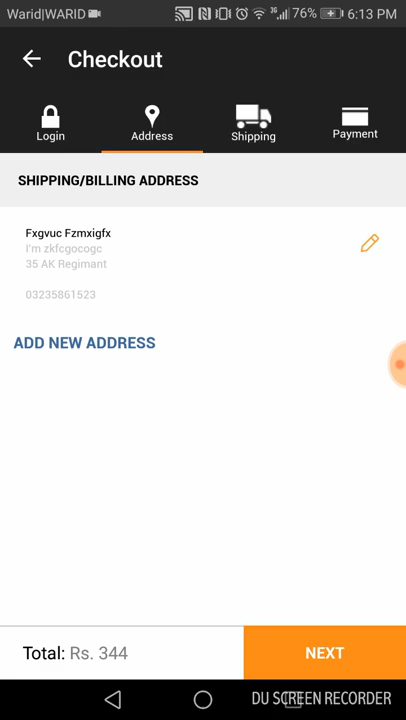 Warid|WARID 3G 76% 6:13 PM
Checkout
Login Address Shipping Payment
SHIPPING/BILLING ADDRESS
Fxgvuc Fzmxigfx
I'm zkfcgocogc
35 AK Regimant
03235861523
ADD NEW ADDRESS
Total: Rs. 344 NEXT
DU SCREEN RECORDER